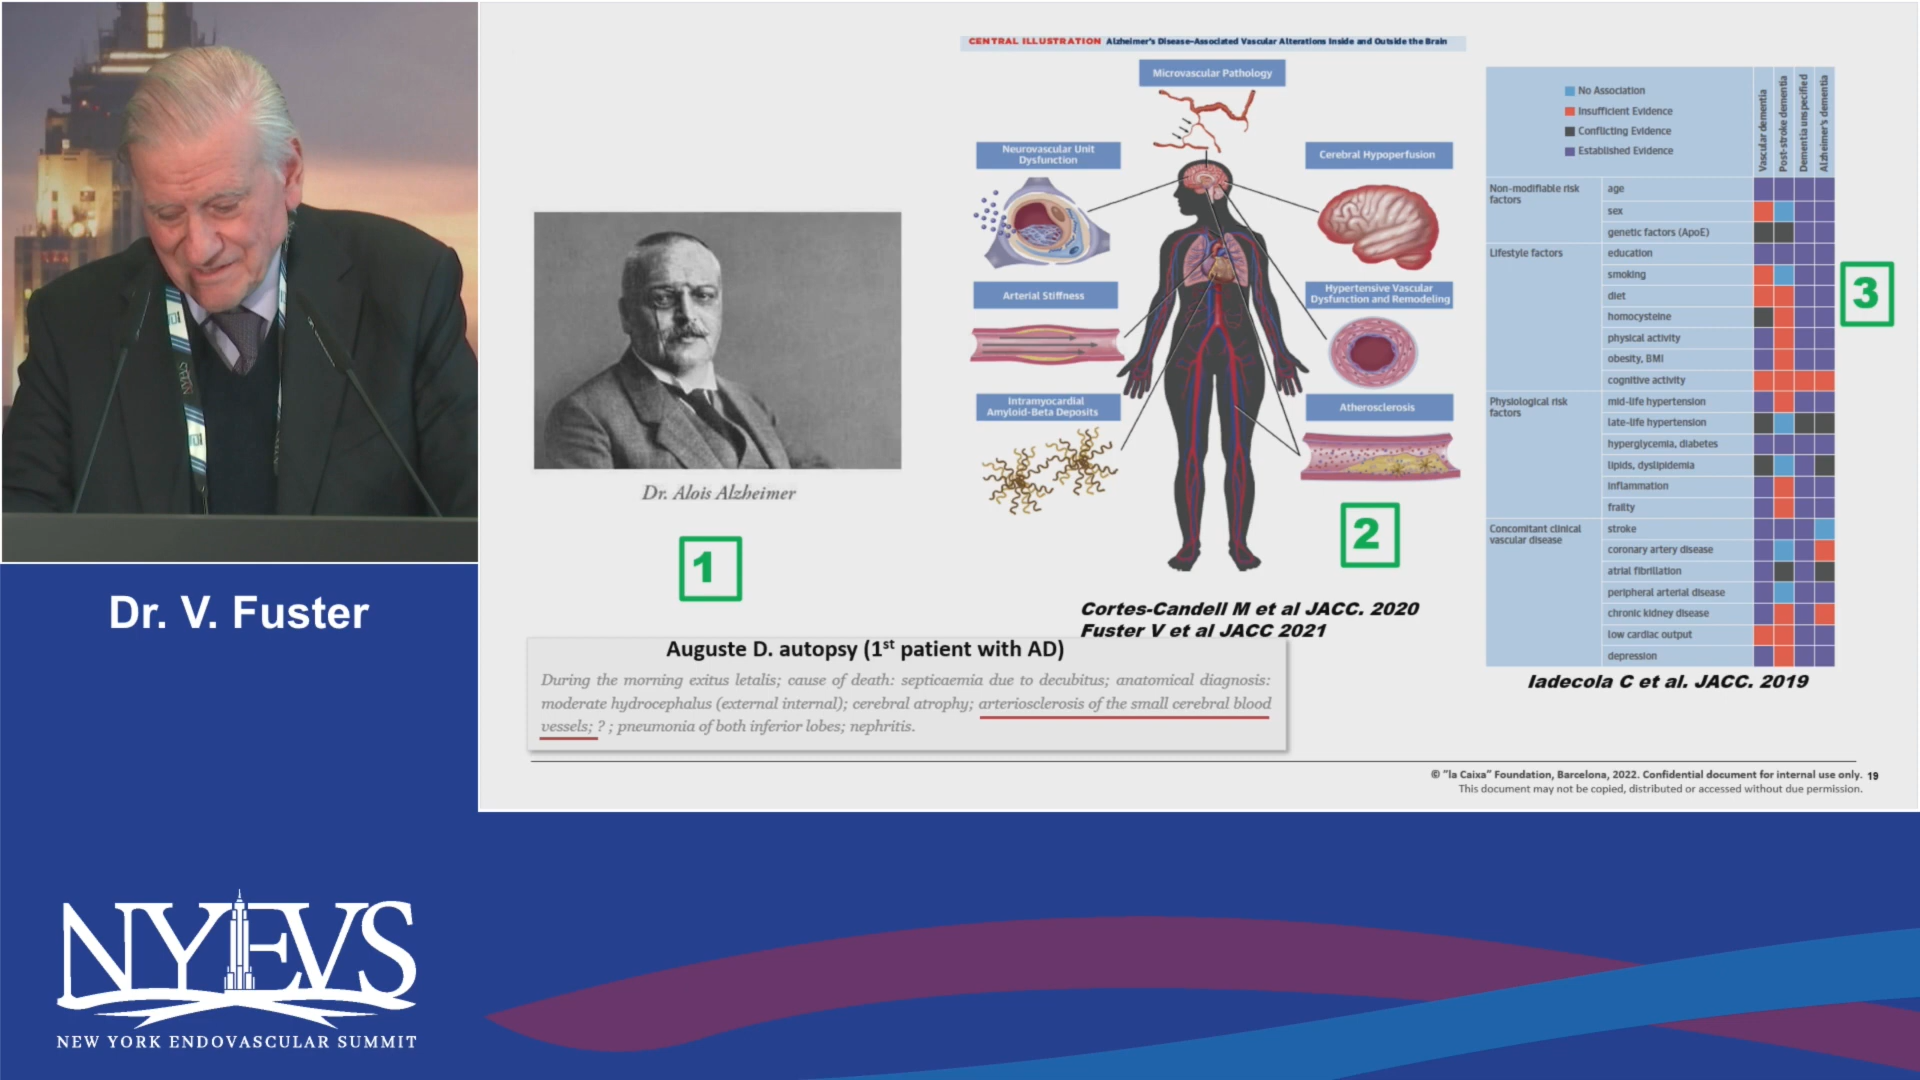 CENTRAL ILLUSTRATION Alzheimer's Disease–Associated Vascular Alterations Inside and Outside the Brain
Microvascular Pathology
Neurovascular Unit
Dysfunction
Cerebral Hypoperfusion
Arterial Stiffness
Hypertensive Vascular
Dysfunction and Remodeling
Intramyocardial
Amyloid-Beta Deposits
Atherosclerosis
Dr. Alois Alzheimer
1
2
Cortes-Candell M et al JACC. 2020
Fuster V et al JACC 2021
Auguste D. autopsy (1st patient with AD)
During the morning exitus letalis; cause of death: septicaemia due to decubitus; anatomical diagnosis:
moderate hydrocephalus (external internal); cerebral atrophy; arteriosclerosis of the small cerebral blood
vessels; ? ; pneumonia of both inferior lobes; nephritis.
No Association
Insufficient Evidence
Conflicting Evidence
Established Evidence
Vascular dementia
Post-stroke dementia
Dementia unspecified
Alzheimer's dementia
Non-modifiable risk
factors
age
sex
genetic factors (ApoE)
Lifestyle factors
education
smoking
diet
homocysteine
physical activity
obesity, BMI
cognitive activity
Physiological risk
factors
mid-life hypertension
late-life hypertension
hyperglycemia, diabetes
lipids, dyslipidemia
inflammation
frailty
Concomitant clinical
vascular disease
stroke
coronary artery disease
atrial fibrillation
peripheral arterial disease
chronic kidney disease
low cardiac output
depression
3
Iadecola C et al. JACC. 2019
© "la Caixa" Foundation, Barcelona, 2022. Confidential document for internal use only. 19
This document may not be copied, distributed or accessed without due permission.
Dr. V. Fuster
NYEVS
NEW YORK ENDOVASCULAR SUMMIT